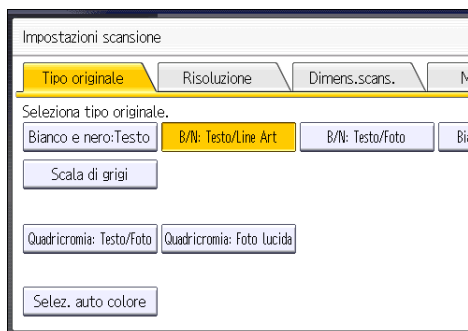 Impostazioni scansione
Tipo originale Risoluzione Dimens.scans.
Seleziona tipo originale.
Bianco e nero:Testo B/N: Testo/Line Art B/N: Testo/Foto
Scala di grigi
Quadricromia: Testo/Foto Quadricromia: Foto lucida
Selez. auto colore